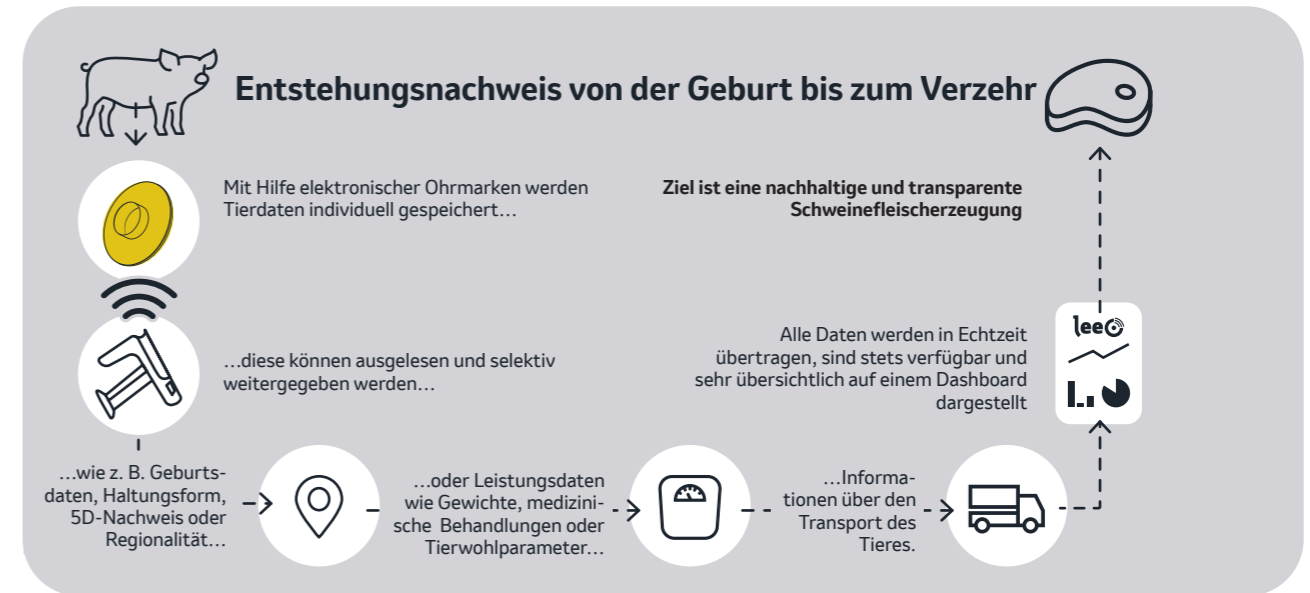 Entstehungsnachweis von der Geburt bis zum Verzehr
Mit Hilfe elektronischer Ohrmarken werden
Tierdaten individuell gespeichert…
Ziel ist eine nachhaltige und transparente
Schweinefleischerzeugung
…diese können ausgelesen und selektiv
weitergegeben werden…
Alle Daten werden in Echtzeit
übertragen, sind stets verfügbar und
sehr übersichtlich auf einem Dashboard
dargestellt
leeO
…wie z. B. Geburts-
daten, Haltungsform,
5D-Nachweis oder
Regionalität…
…oder Leistungsdaten
wie Gewichte, medizini-
sche Behandlungen oder
Tierwohlparameter…
…Informa-
tionen über den
Transport des
Tieres.